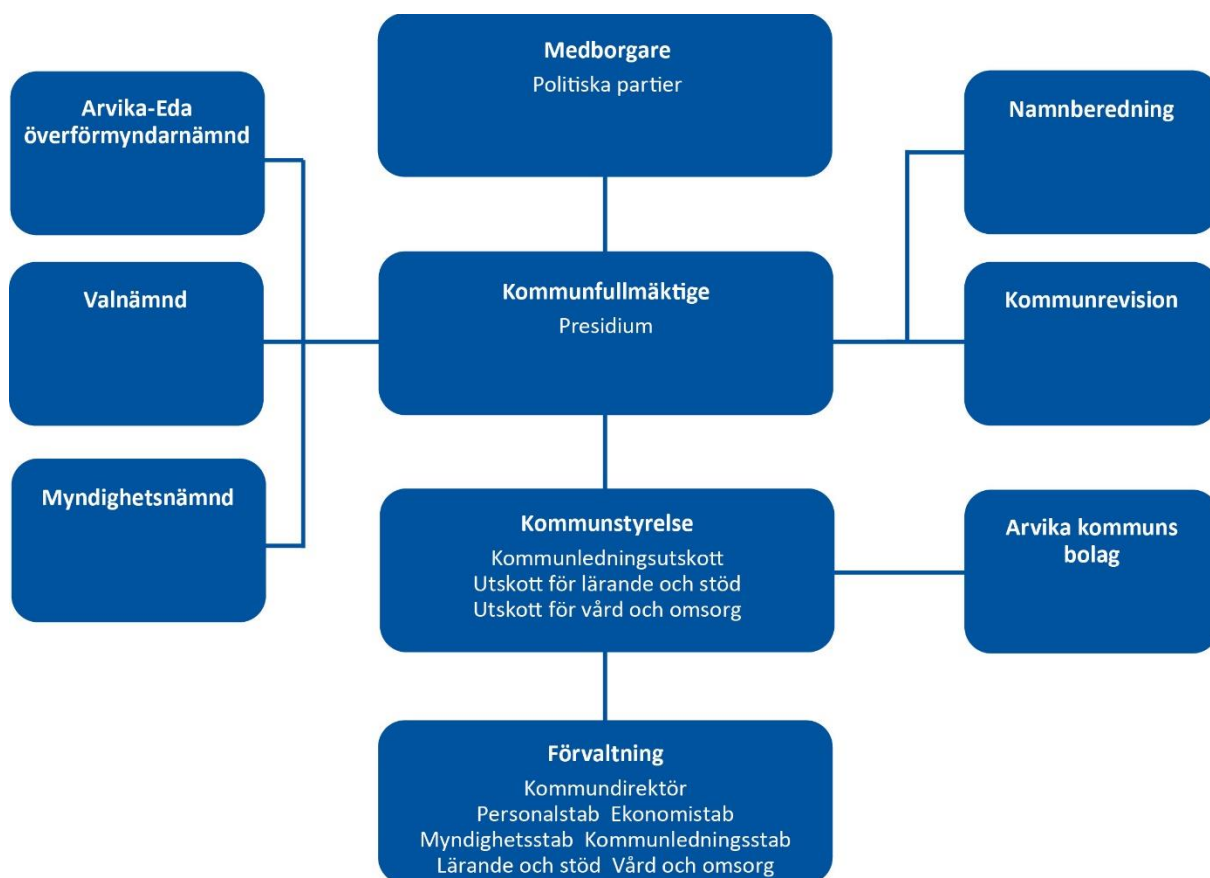 Medborgare
Politiska partier
Arvika-Eda
överförmyndarnämnd
Namnberedning
Valnämnd
Kommunfullmäktige
Presidium
Kommunrevision
Myndighetsnämnd
Kommunstyrelse
Kommunledningsutskott
Utskott för lärande och stöd
Utskott för vård och omsorg
Arvika kommuns
bolag
Förvaltning
Kommundirektör
Personalstab Ekonomistab
Myndighetsstab Kommunledningsstab
Lärande och stöd Vård och omsorg